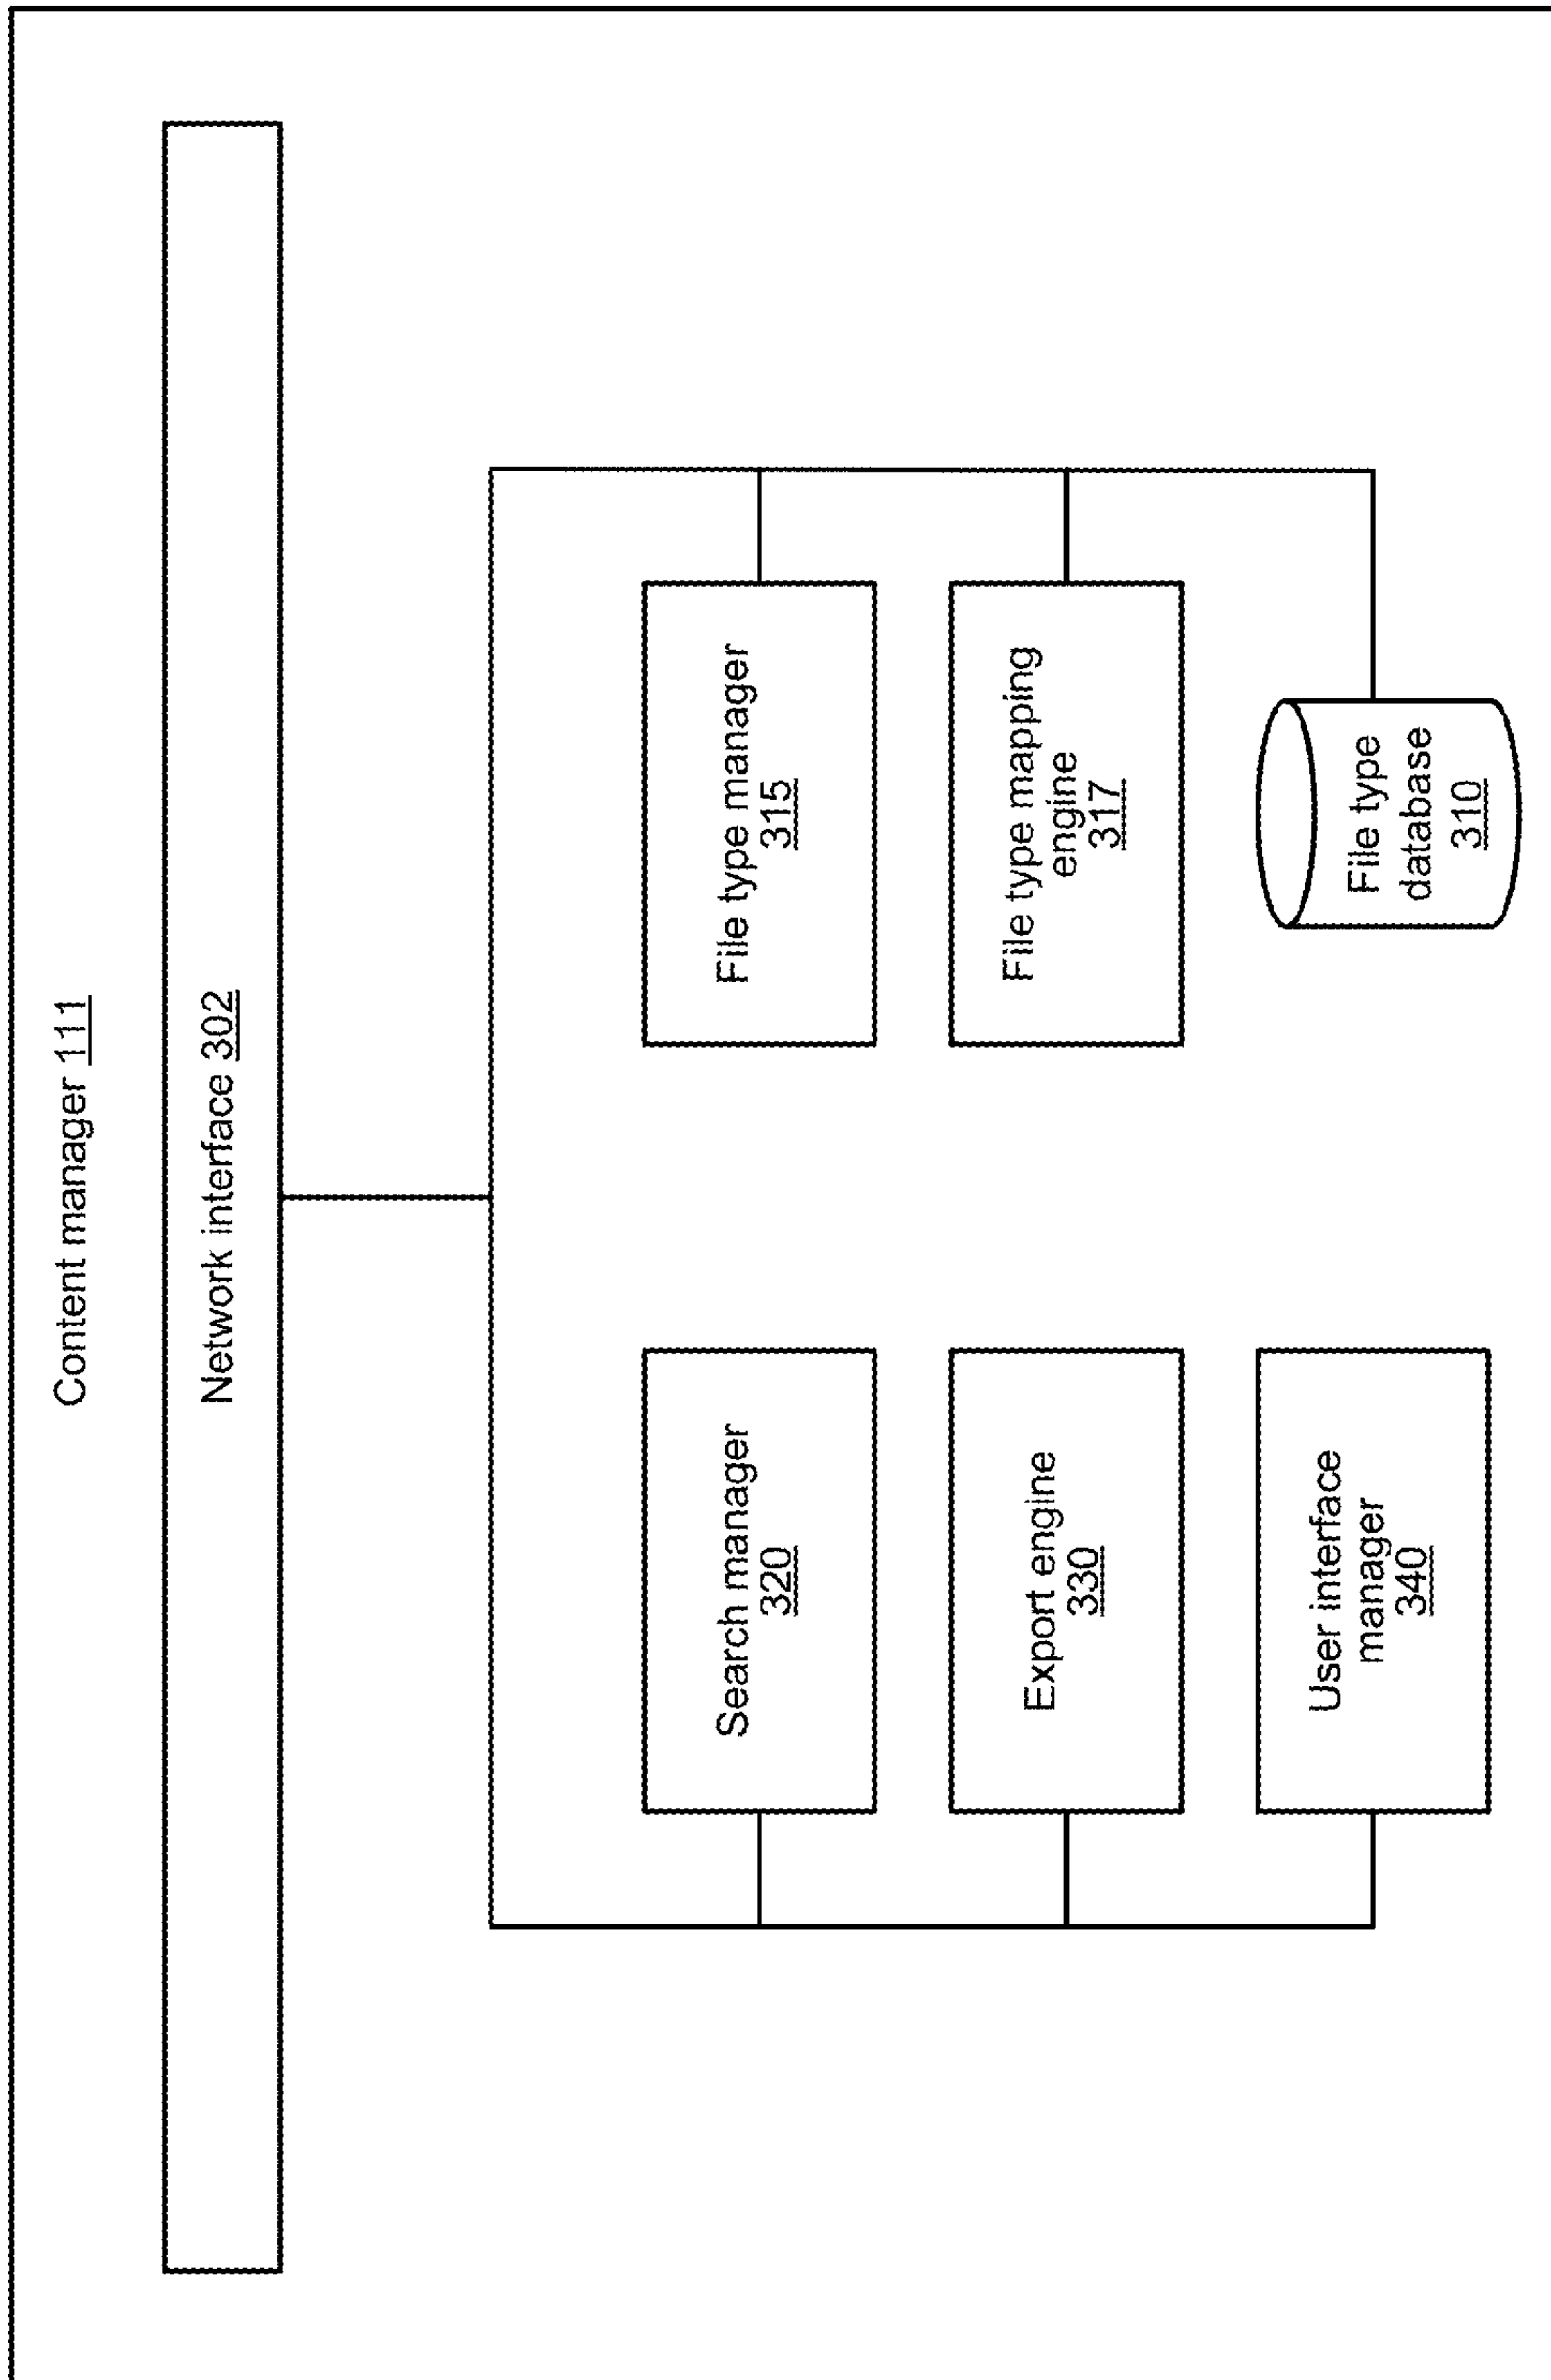 Content manager 111
Network interface 302
Search manager
320
Export engine
330
User interface
manager
340
File type manager
315
File type mapping
engine
317
File type
database
310